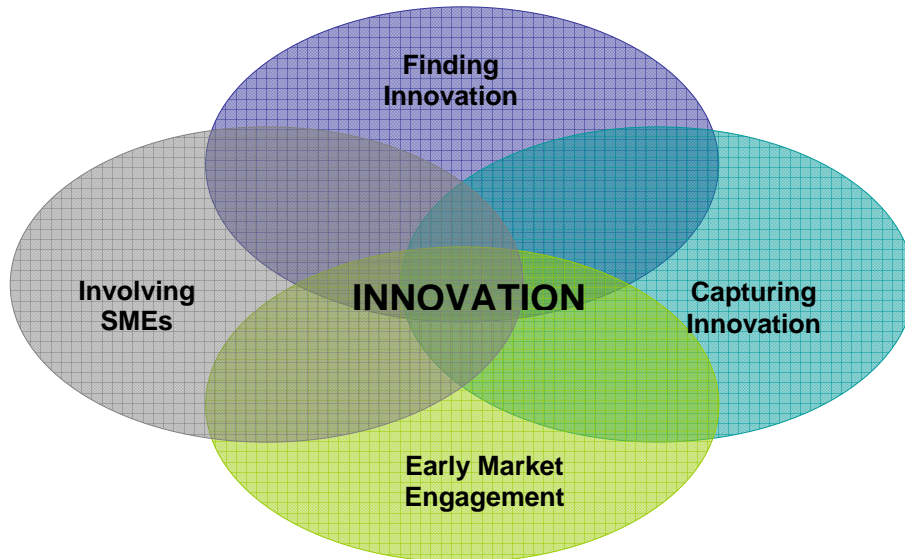 Finding
Innovation
Involving
SMEs
INNOVATION
Capturing
Innovation
Early Market
Engagement